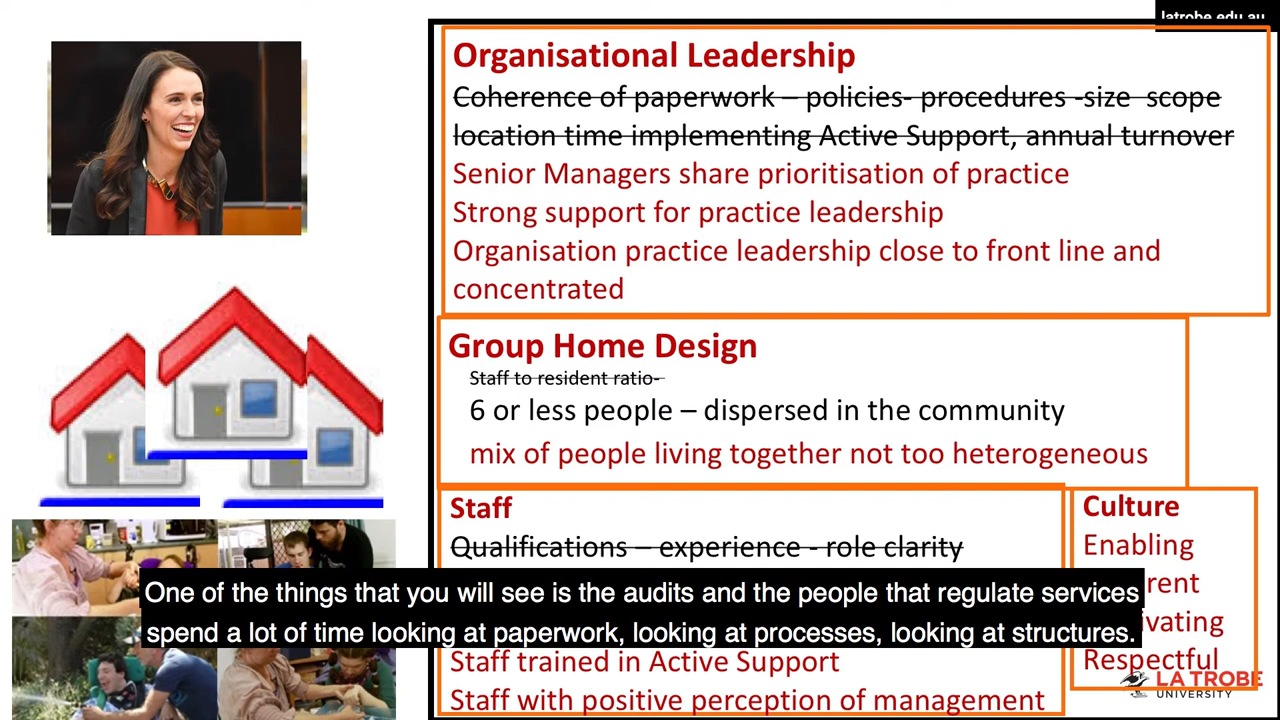 latrobe.edu.au
Organisational Leadership
Coherence of paperwork – policies- procedures -size scope
location time implementing Active Support, annual turnover
Senior Managers share prioritisation of practice
Strong support for practice leadership
Organisation practice leadership close to front line and
concentrated
Group Home Design
Staff to resident ratio-
6 or less people – dispersed in the community
mix of people living together not too heterogeneous
Staff
Qualifications – experience - role clarity
Staff trained in Active Support
Staff with positive perception of management
Culture
Enabling
Respectful
One of the things that you will see is the audits and the people that regulate services
spend a lot of time looking at paperwork, looking at processes, looking at structures.
LA TROBE
UNIVERSITY